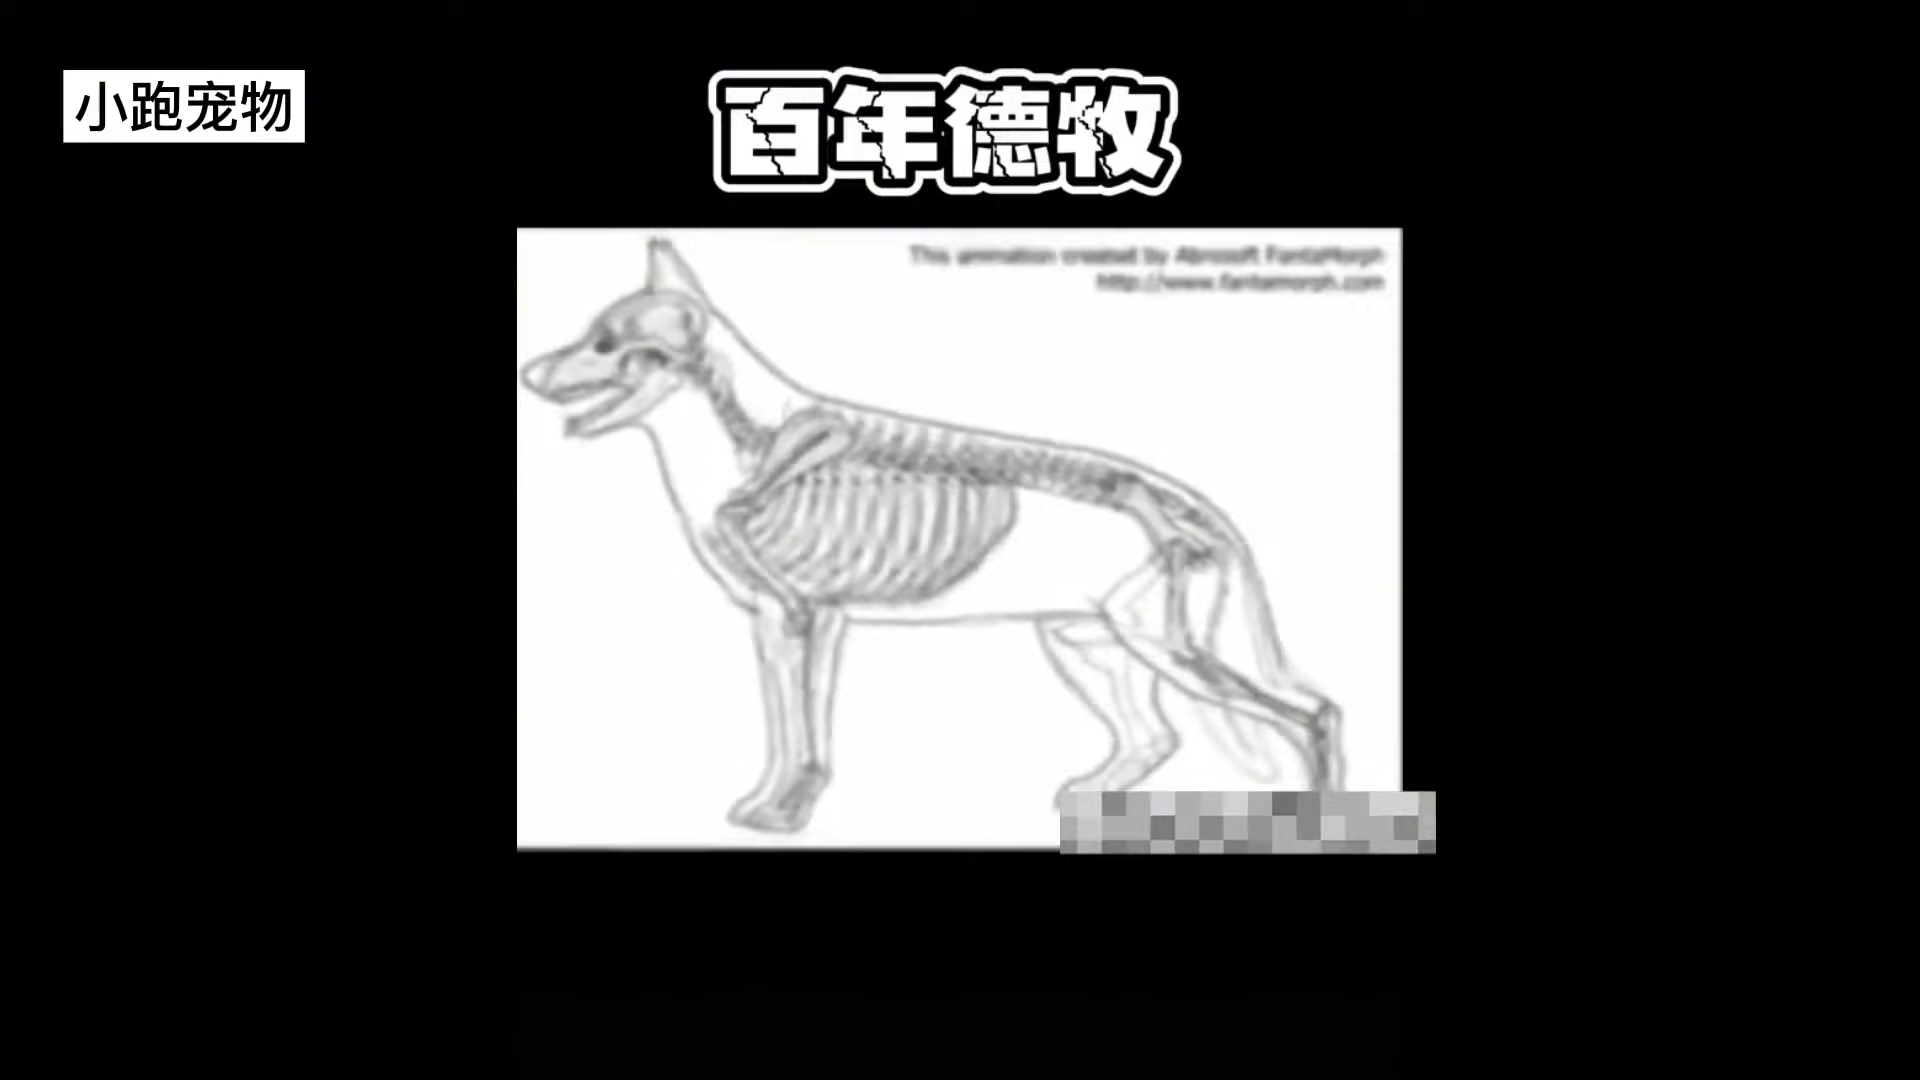 小跑宠物
百年德牧
This animation created by Abrosoft FantaMorph
http://www.fantamorph.com